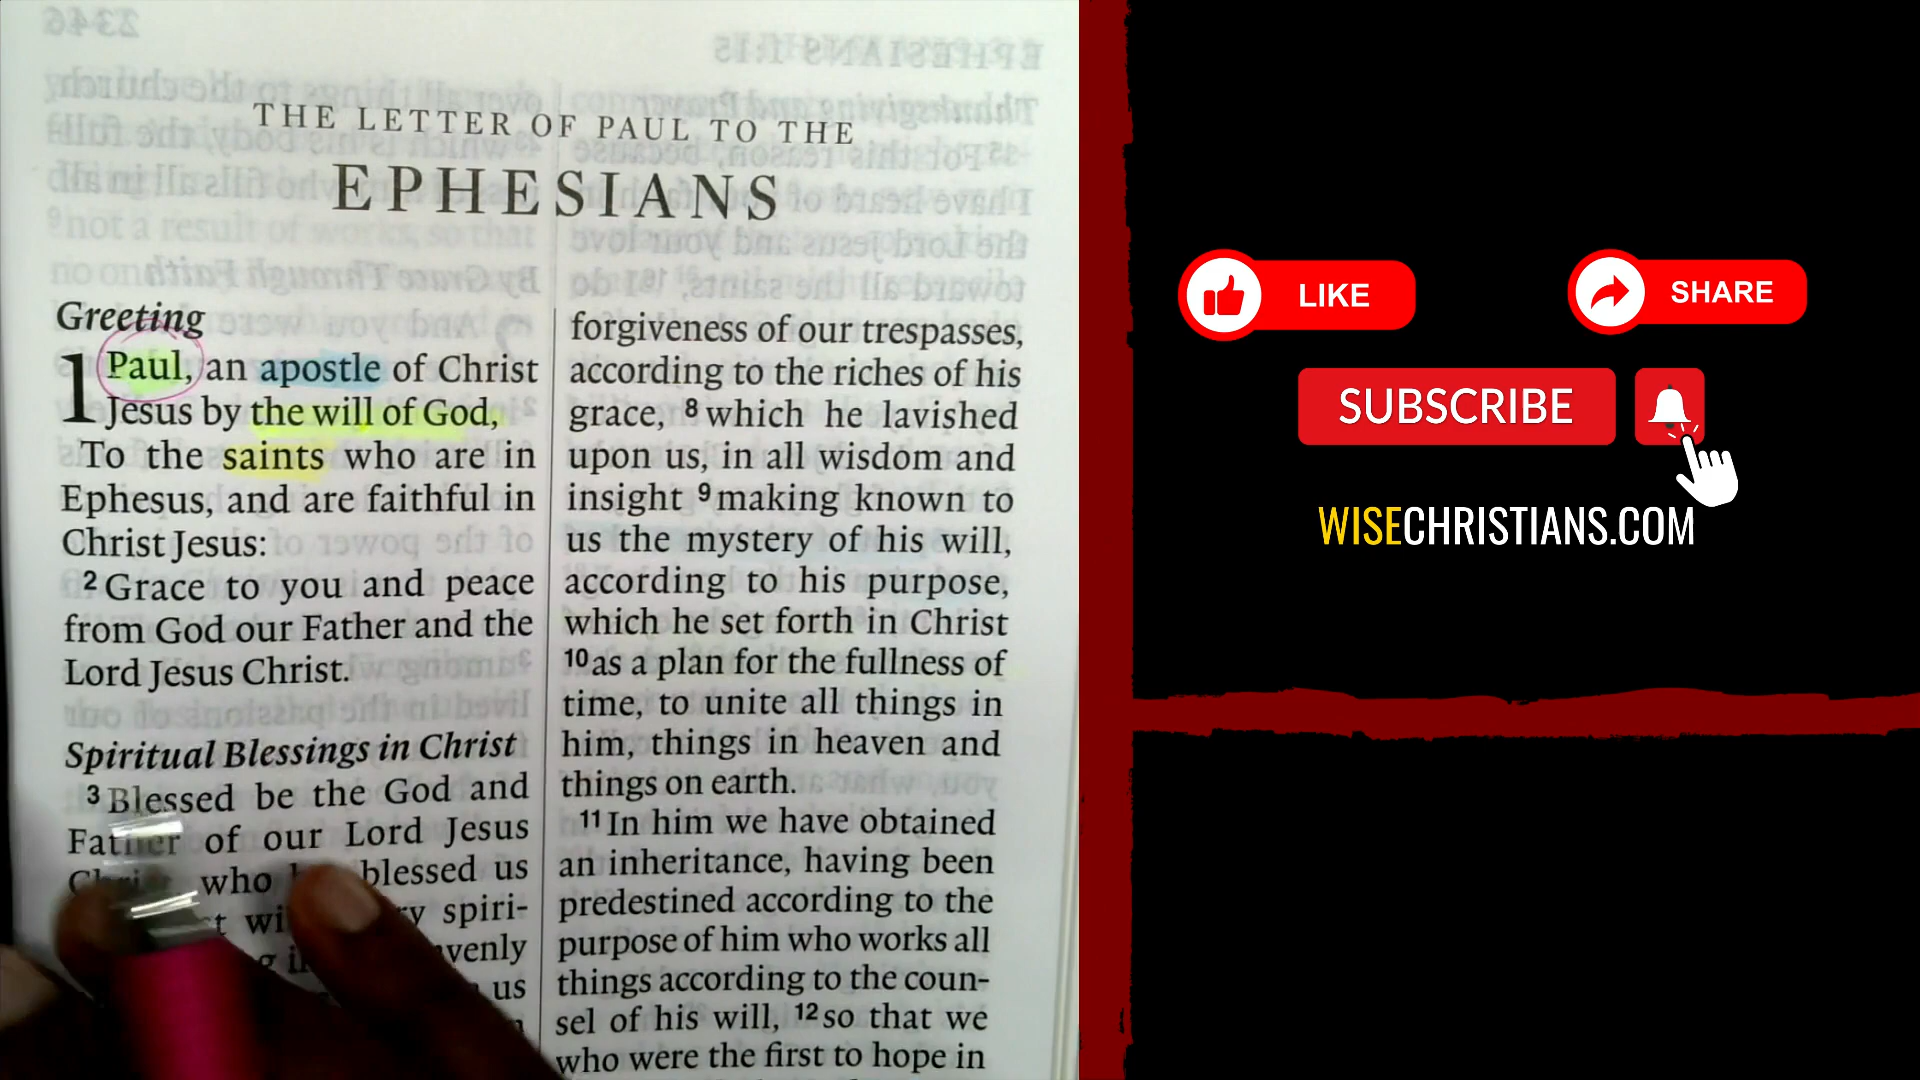 THE LETTER OF PAUL TO THE
EPHESIANS
Greeting
1 Paul, an apostle of Christ
Jesus by the will of God,
To the saints who are in
Ephesus, and are faithful in
Christ Jesus:
2 Grace to you and peace
from God our Father and the
Lord Jesus Christ.
Spiritual Blessings in Christ
3 Blessed be the God and
Father of our Lord Jesus
Christ who blessed us
spiri-
us
forgiveness of our trespasses,
according to the riches of his
grace, 8 which he lavished
upon us, in all wisdom and
insight 9 making known to
us the mystery of his will,
according to his purpose,
which he set forth in Christ
10 as a plan for the fullness of
time, to unite all things in
him, things in heaven and
things on earth.
11 In him we have obtained
an inheritance, having been
predestined according to the
purpose of him who works all
things according to the coun-
sel of his will, 12 so that we
who were the first to hope in
LIKE
SHARE
SUBSCRIBE
WISECHRISTIANS.COM